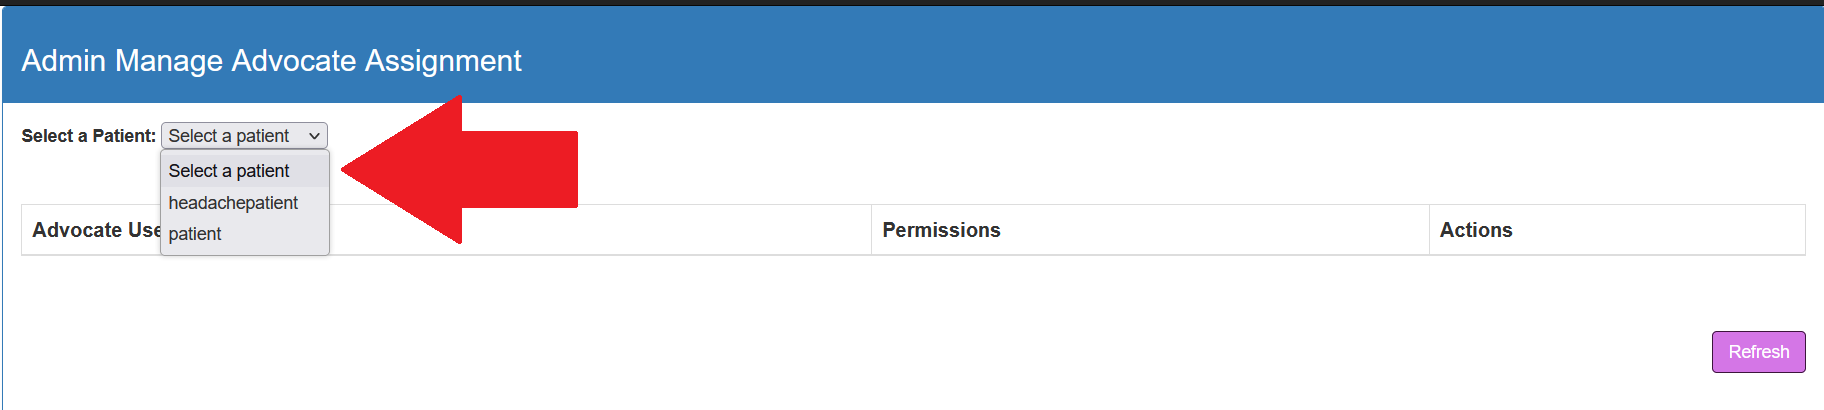 Admin Manage Advocate Assignment
Select a Patient: Select a patient
Select a patient
headachepatient
patient
Advocate Use Permissions Actions
Refresh